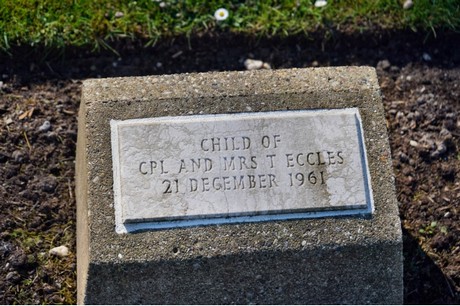 CHILD OF
CPL AND MRS T ECCLES
21 DECEMBER 1961